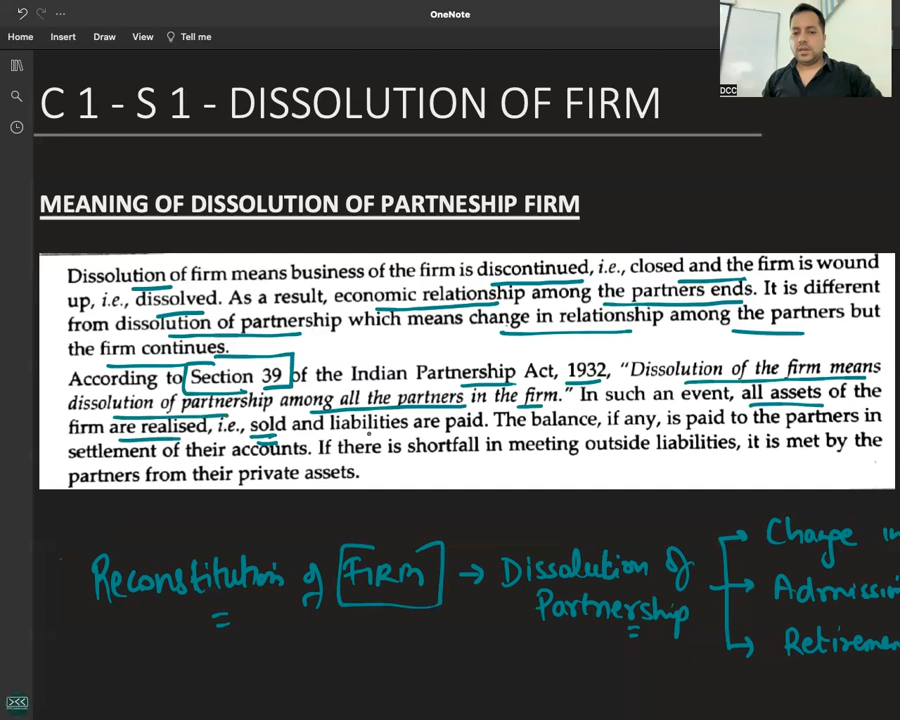 OneNote
Home Insert Draw View Tell me
C 1 - S 1 - DISSOLUTION OF FIRM
DCC
MEANING OF DISSOLUTION OF PARTNESHIP FIRM
Dissolution of firm means business of the firm is discontinued, i.e., closed and the firm is wound
up, i.e., dissolved. As a result, economic relationship among the partners ends. It is different
from dissolution of partnership which means change in relationship among the partners but
the firm continues.
According to Section 39 of the Indian Partnership Act, 1932, “Dissolution of the firm means
dissolution of partnership among all the partners in the firm.” In such an event, all assets of the
firm are realised, i.e., sold and liabilities are paid. The balance, if any, is paid to the partners in
settlement of their accounts. If there is shortfall in meeting outside liabilities, it is met by the
partners from their private assets.
Change in
Reconstitution of FIRM → Dissolution of
Partnership
Admission
Retiremen